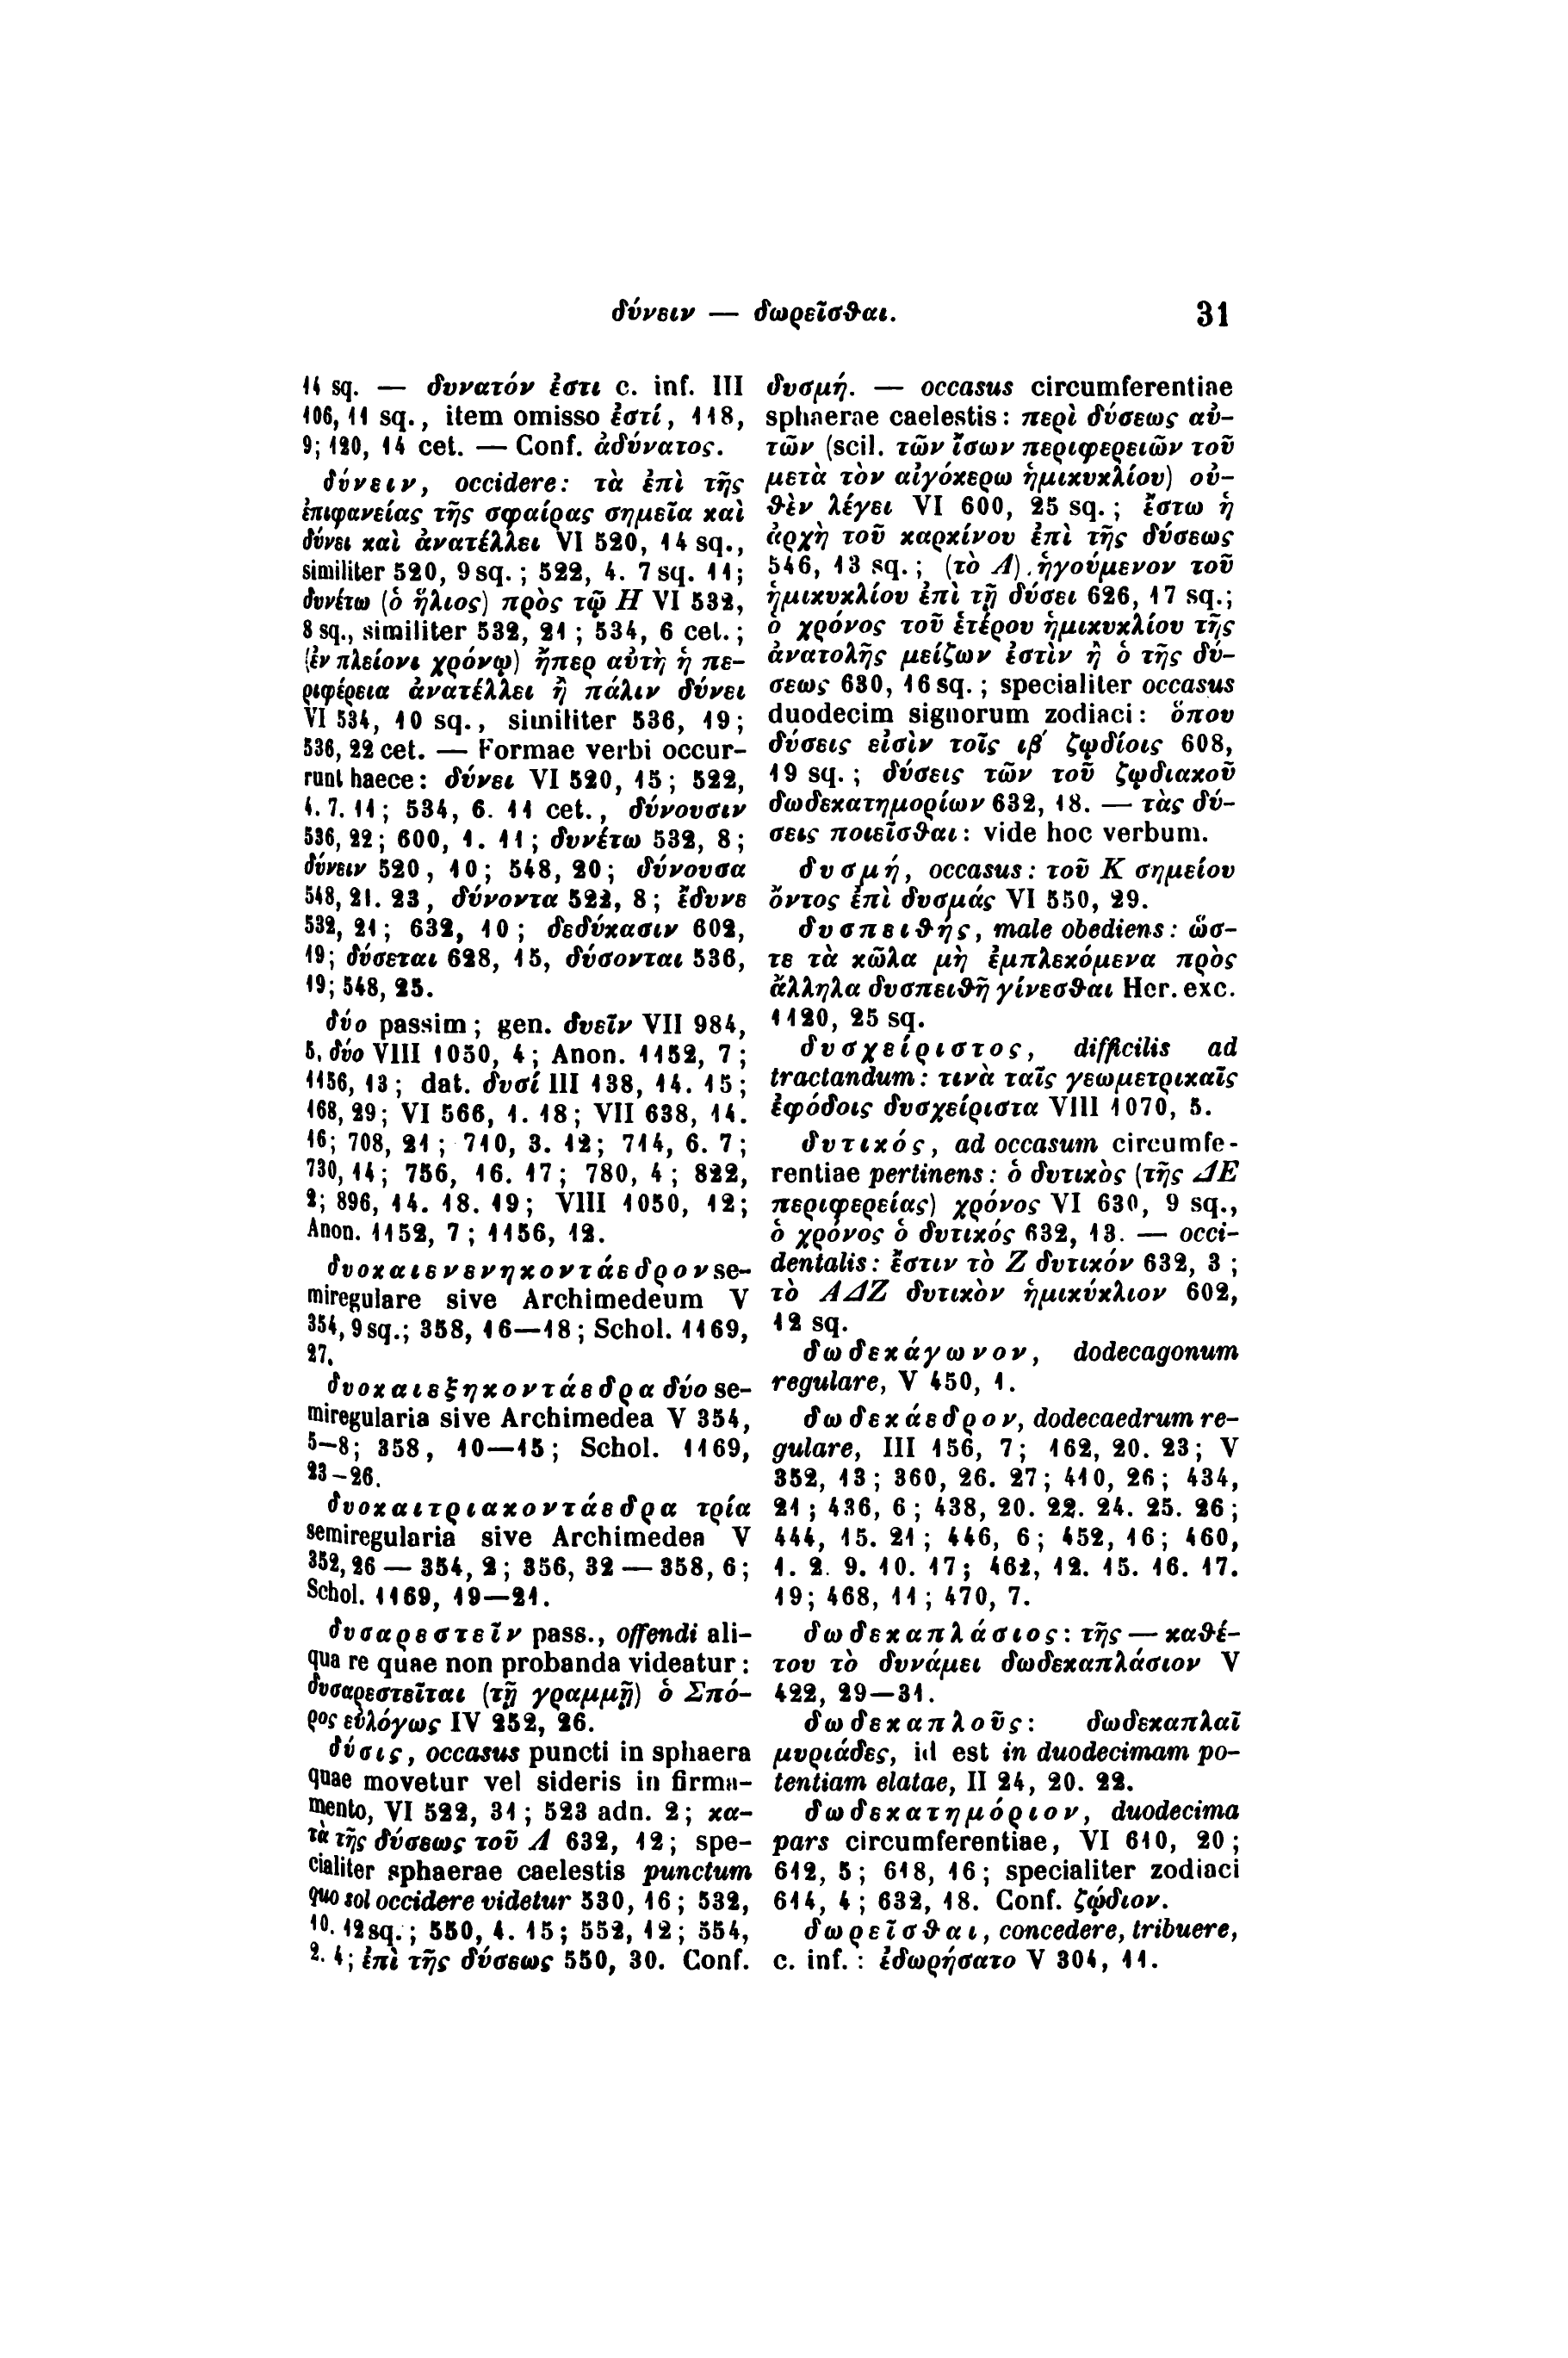 δύνειν — δωρεῖσθαι. 31
14 sq. — δυνατόν ἐστι c. inf. III
106, 11 sq., item omisso ἐστί, 118,
9; 120, 14 cet. — Conf. ἀδύνατος.
δύνειν, occidere: τὰ ἐπὶ τῆς
ἐπιφανείας τῆς σφαίρας σημεῖα καὶ
δύνει καὶ ἀνατέλλει VI 520, 14 sq.,
similiter 520, 9 sq.; 522, 4. 7 sq. 11;
δυνέτω (ὁ ἥλιος) πρὸς τῷ Η VI 532,
8 sq., similiter 532, 21; 534, 6 cet.;
(ἐν πλείονι χρόνῳ) ἤπερ αὐτὴ ἡ πε-
ριφέρεια ἀνατέλλει ἢ πάλιν δύνει
VI 534, 10 sq., similiter 536, 19;
536, 22 cet. — Formae verbi occur-
runt haece: δύνει VI 520, 15; 522,
4. 7. 11; 534, 6. 11 cet., δύνουσιν
536, 22; 600, 1. 11; δυνέτω 532, 8;
δύνειν 520, 10; 548, 20; δύνουσα
548, 21. 23, δύνοντα 522, 8; ἔδυνε
532, 21; 632, 10; δεδύκασιν 602,
19; δύσεται 628, 15, δύσονται 536,
19; 548, 25.
δύο passim; gen. δυεῖν VII 984,
5, δύο VIII 1050, 4; Anon. 1152, 7;
1156, 13; dat. δυσί III 138, 14. 15;
168, 29; VI 566, 1. 18; VII 638, 14.
16; 708, 21; 710, 3. 12; 714, 6. 7;
730, 14; 756, 16. 17; 780, 4; 822,
2; 896, 14. 18. 19; VIII 1050, 12;
Anon. 1152, 7; 1156, 12.
δυοκαιενενηκοντάεδρον se-
miregulare sive Archimedeum V
354, 9 sq.; 358, 16—18; Schol. 1169,
27.
δυοκαιεξηκοντάεδρα δύο se-
miregularia sive Archimedea V 354,
5—8; 358, 10—15; Schol. 1169,
23-26.
δυοκαιτριακοντάεδρα τρία
semiregularia sive Archimedea V
352, 26 — 354, 2; 356, 32 — 358, 6;
Schol. 1169, 19—21.
δυσαρεστεῖν pass., offendi ali-
qua re quae non probanda videatur:
δυσαρεστεῖται (τῇ γραμμῇ) ὁ Σπό-
ρος εὐλόγως IV 252, 26.
δύσις, occasus puncti in sphaera
quae movetur vel sideris in firma-
mento, VI 522, 31; 523 adn. 2; κα-
τὰ τῆς δύσεως τοῦ Λ 632, 12; spe-
cialiter sphaerae caelestis punctum
quo sol occidere videtur 530, 16; 532,
10. 12 sq.; 550, 4. 15; 552, 12; 554,
2. 4; ἐπὶ τῆς δύσεως 550, 30. Conf.
δυσμή. — occasus circumferentiae
sphaerae caelestis: περὶ δύσεως αὐ-
τῶν (scil. τῶν ἴσων περιφερειῶν τοῦ
μετὰ τὸν αἰγόκερω ἡμικυκλίου) οὐ-
θὲν λέγει VI 600, 25 sq.; ἔστω ἡ
ἀρχὴ τοῦ καρκίνου ἐπὶ τῆς δύσεως
546, 13 sq.; (τὸ Λ) ἡγούμενον τοῦ
ἡμικυκλίου ἐπὶ τῇ δύσει 626, 17 sq.;
ὁ χρόνος τοῦ ἑτέρου ἡμικυκλίου τῆς
ἀνατολῆς μείζων ἐστὶν ἢ ὁ τῆς δύ-
σεως 630, 16 sq.; specialiter occasus
duodecim signorum zodiaci: ὅπου
δύσεις εἰσὶν τοῖς ιβʹ ζῳδίοις 608,
19 sq.; δύσεις τῶν τοῦ ζῳδιακοῦ
δωδεκατημορίων 632, 18. — τὰς δύ-
σεις ποιεῖσθαι: vide hoc verbum.
δυσμή, occasus: τοῦ Κ σημείου
ὄντος ἐπὶ δυσμάς VI 550, 29.
δυσπειθής, male obediens: ὥσ-
τε τὰ κῶλα μὴ ἐμπλεκόμενα πρὸς
ἄλληλα δυσπειθῆ γίνεσθαι Her. exc.
1120, 25 sq.
δυσχείριστος, difficilis ad
tractandum: τινὰ ταῖς γεωμετρικαῖς
ἐφόδοις δυσχείριστα VIII 1070, 5.
δυτικός, ad occasum circumfe-
rentiae pertinens: ὁ δυτικὸς (τῆς ΔΕ
περιφερείας) χρόνος VI 630, 9 sq.,
ὁ χρόνος ὁ δυτικός 632, 13. — occi-
dentalis: ἔστιν τὸ Ζ δυτικόν 632, 3;
τὸ ΑΔΖ δυτικὸν ἡμικύκλιον 602,
12 sq.
δωδεκάγωνον, dodecagonum
regulare, V 450, 1.
δωδεκάεδρον, dodecaedrum re-
gulare, III 156, 7; 162, 20. 23; V
352, 13; 360, 26. 27; 410, 26; 434,
21; 436, 6; 438, 20. 22. 24. 25. 26;
444, 15. 21; 446, 6; 452, 16; 460,
1. 2. 9. 10. 17; 462, 12. 15. 16. 17.
19; 468, 11; 470, 7.
δωδεκαπλάσιος: τῆς — καθέ-
του τὸ δυνάμει δωδεκαπλάσιον V
422, 29—31.
δωδεκαπλοῦς: δωδεκαπλαῖ
μυριάδες, id est in duodecimam po-
tentiam elatae, II 24, 20. 22.
δωδεκατημόριον, duodecima
pars circumferentiae, VI 610, 20;
612, 5; 618, 16; specialiter zodiaci
614, 4; 632, 18. Conf. ζῴδιον.
δωρεῖσθαι, concedere, tribuere,
c. inf.: ἐδωρήσατο V 304, 11.